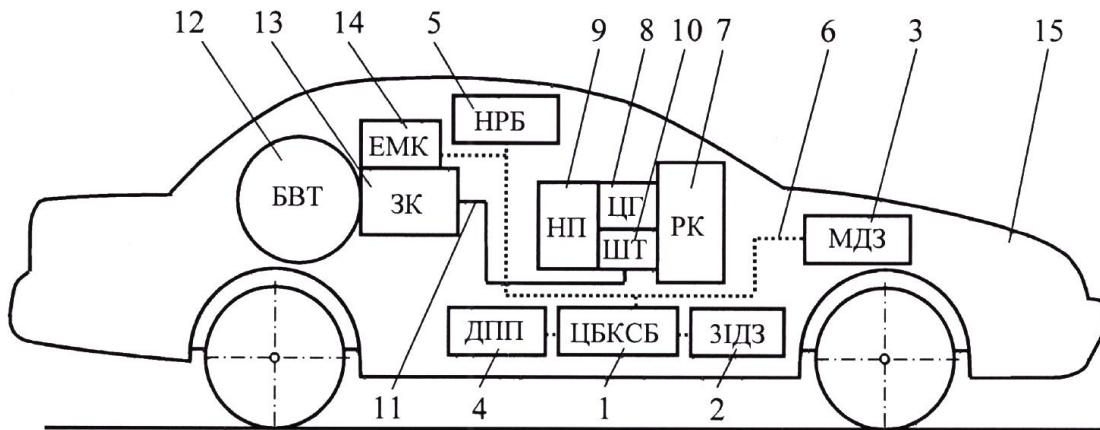 12 13 14 5 9 8 10 7 6 3 15
НРБ
ЕМК
БВТ
ЗК
НП
ЦГ
РК
ШТ
МДЗ
ДПП
ЦБКСБ
ЗІДЗ
11 4 1 2